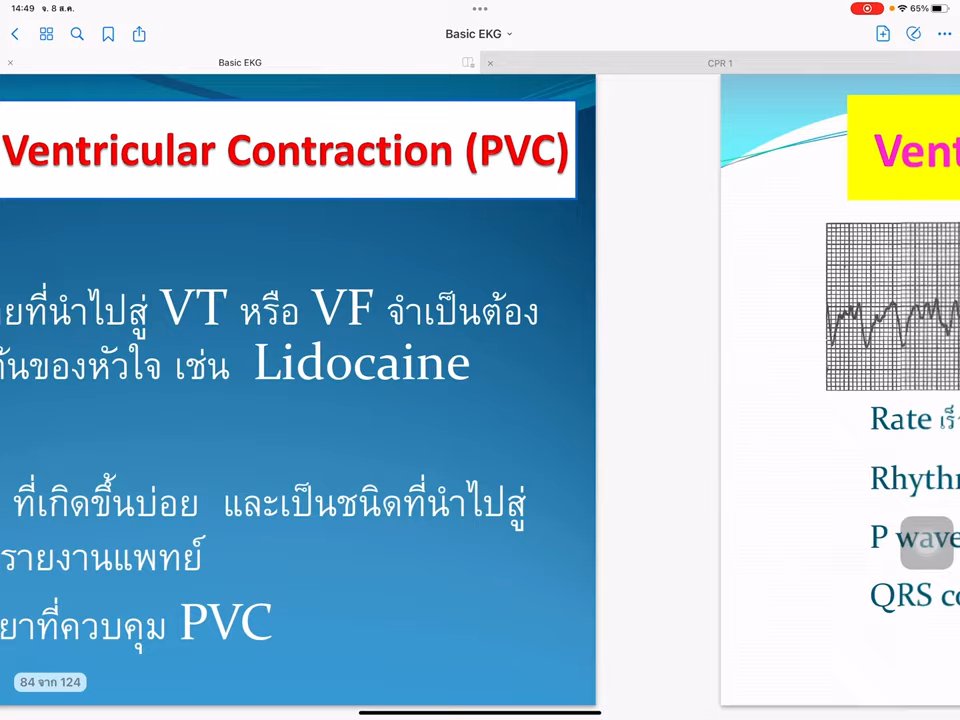 14:49 จ. 8 ส.ค.
65%
Basic EKG
Basic EKG
CPR 1
Ventricular Contraction (PVC)
ยที่นำไปสู่ VT หรือ VF จำเป็นต้อง
ต้นของหัวใจ เช่น Lidocaine
ที่เกิดขึ้นบ่อย และเป็นชนิดที่นำไปสู่
รายงานแพทย์
ยาที่ควบคุม PVC
84 จาก 124
Vent
Rate เร็ว
Rhythm
P wave
QRS co